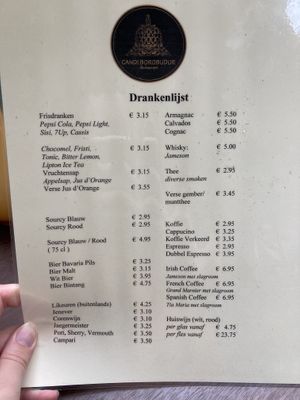 CANDI BOROBUDUR
Restaurant
Drankenlijst
Frisdranken € 3.15
Pepsi Cola, Pepsi Light,
Sisi, 7Up, Cassis
Chocomel, Fristi, € 3.15
Tonic, Bitter Lemon,
Lipton Ice Tea
Vruchtensap € 3.15
Appelsap, Jus d'Orange
Verse Jus d'Orange € 3.55
Sourcy Blauw € 2.95
Sourcy Rood € 2.95
Sourcy Blauw / Rood € 4.95
( 75 cl )
Bier Bavaria Pils € 3.25
Bier Malt € 3.15
Wit Bier € 3.95
Bier Bintang € 4.75
Likeuren (buitenlands) € 4.25
Jenever € 3.10
Corenwijn € 3.10
Jaegermeister € 3.25
Port, Sherry, Vermouth € 3.50
Campari € 3.50
Armagnac € 5.50
Calvados € 5.50
Cognac € 5.50
Whisky: € 5.00
Jameson
Thee € 2.95
diverse smaken
Verse gember/ € 3.45
muntthee
Koffie € 2.95
Cappucino € 3.25
Koffie Verkeerd € 3.15
Espresso € 2.95
Dubbel Espresso € 3.95
Irish Coffee € 6.95
Jameson met slagroom
French Coffee € 6.95
Grand Marnier met slagroom
Spanish Coffee € 6.95
Tia Maria met slagroom
Huiswijn (wit, rood)
per glas vanaf € 4.75
per fles vanaf € 23.75